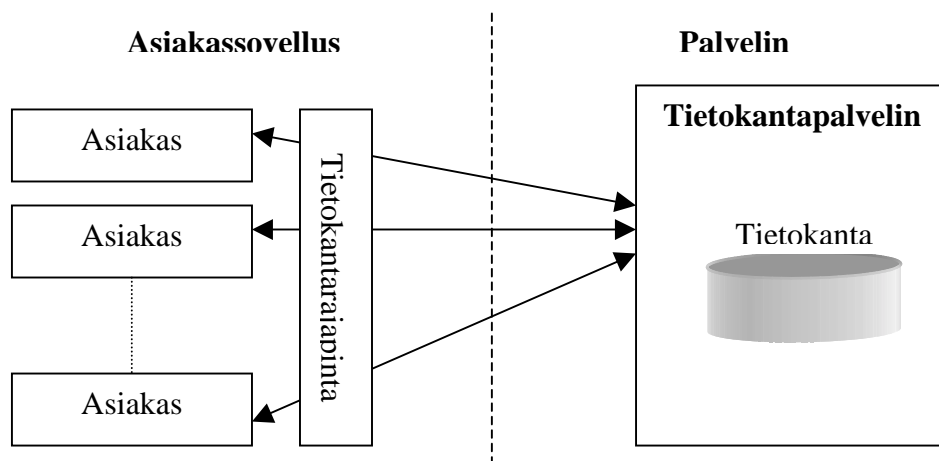 Asiakassovellus
Palvelin
Asiakas
Asiakas
Asiakas
Tietokantarajapinta
Tietokantapalvelin
Tietokanta